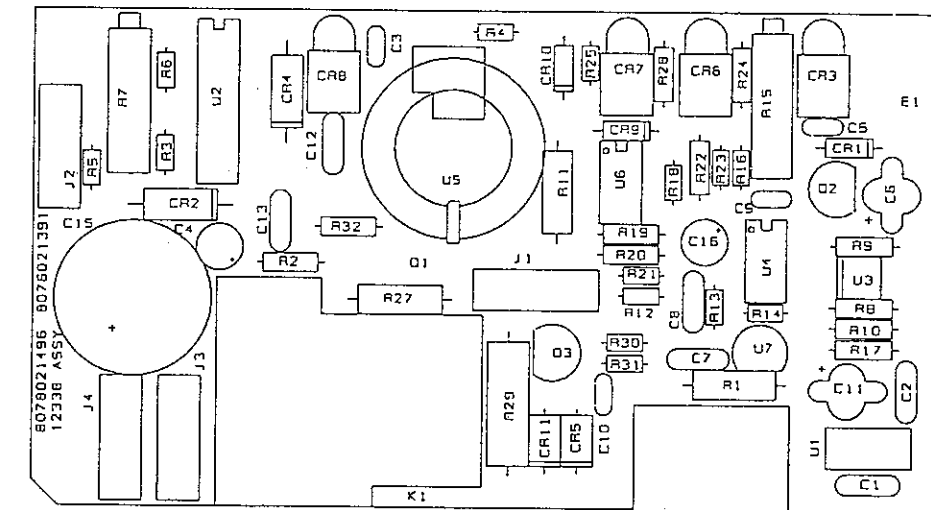 R4
C3
R7
R6
U2
CR4
CR8
CR10
R25
CR7
R28
CR6
R24
R15
CR3
E1
C12
CR9
C5
CR1
J2
R5
R3
U5
R11
U6
R18
R22
R23
R16
Q2
C6
C15
CR2
C4
C13
R32
R19
C16
C9
U4
R9
R2
Q1
J1
R20
R21
U3
R27
R12
C8
R13
R14
R8
R10
R17
8078021496 8078021391
1233B ASSY
J3
J4
R29
Q3
R30
R31
C7
U7
R1
C11
C2
CR11
CR5
C10
U1
K1
C1